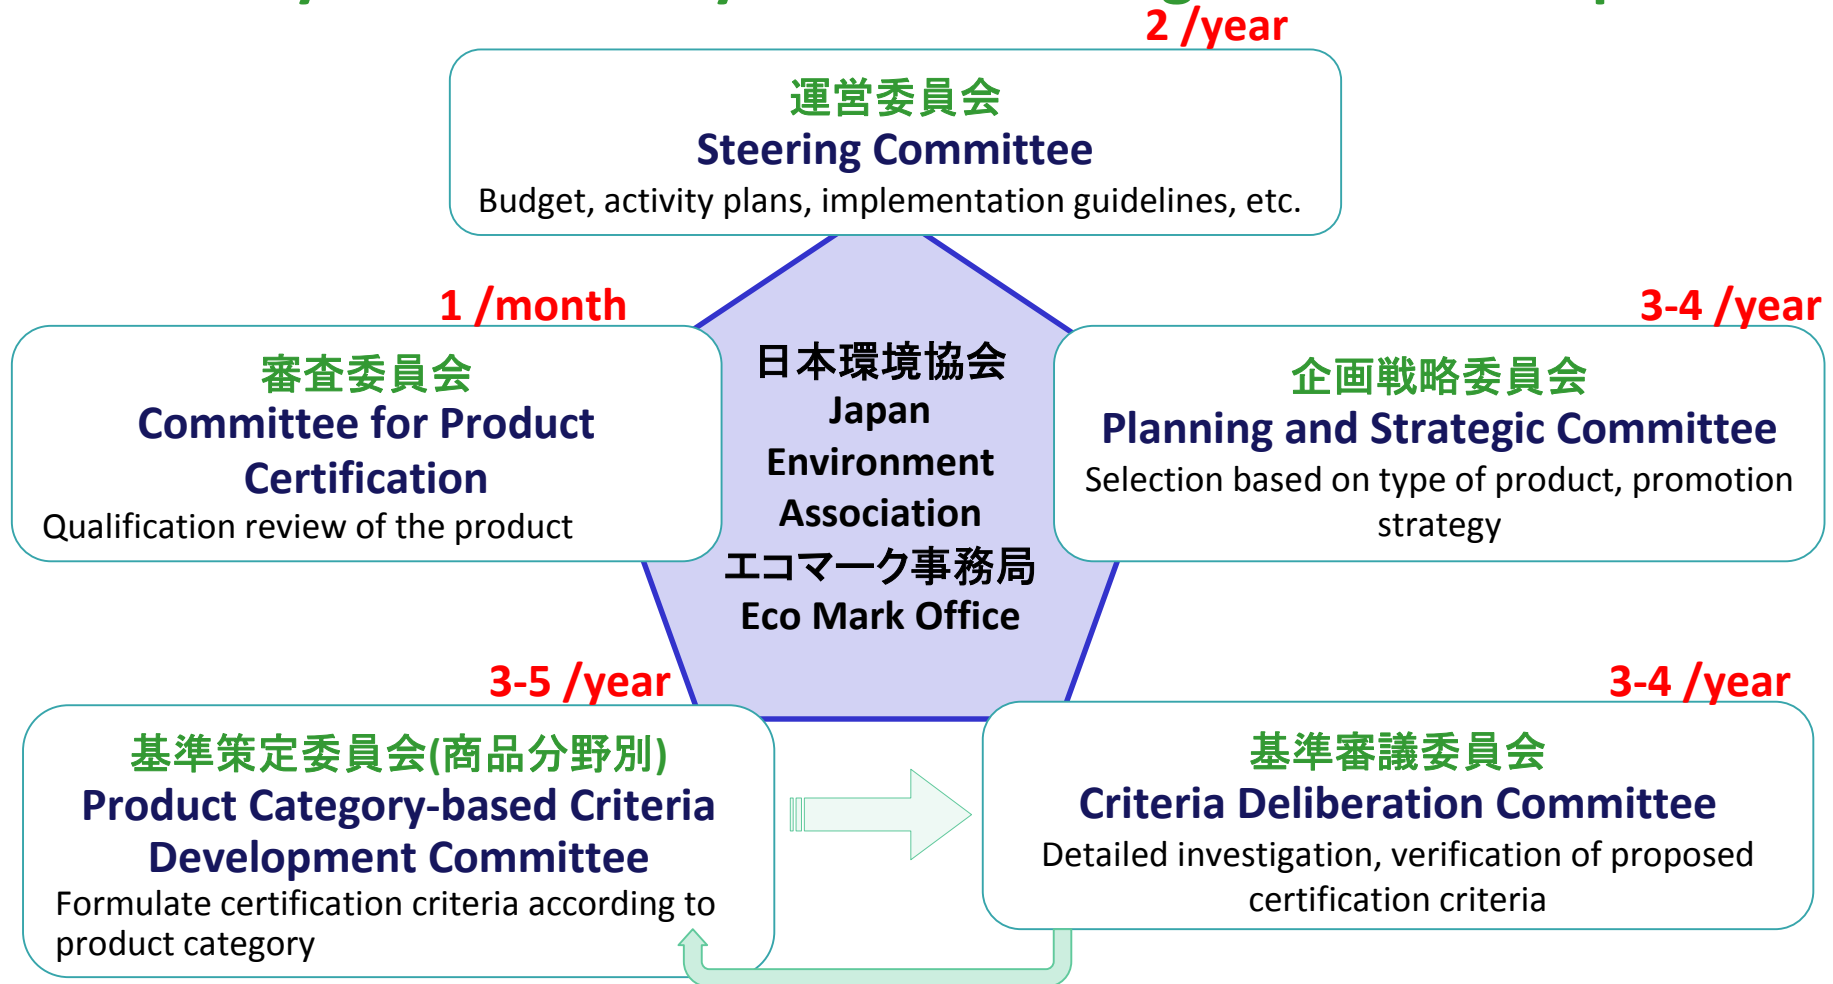 2 /year
運営委員会
Steering Committee
Budget, activity plans, implementation guidelines, etc.
1 /month
審査委員会
Committee for Product
Certification
Qualification review of the product
日本環境協会
Japan
Environment
Association
エコマーク事務局
Eco Mark Office
3-4 /year
企画戦略委員会
Planning and Strategic Committee
Selection based on type of product, promotion
strategy
3-5 /year
基準策定委員会(商品分野別)
Product Category-based Criteria
Development Committee
Formulate certification criteria according to
product category
3-4 /year
基準審議委員会
Criteria Deliberation Committee
Detailed investigation, verification of proposed
certification criteria